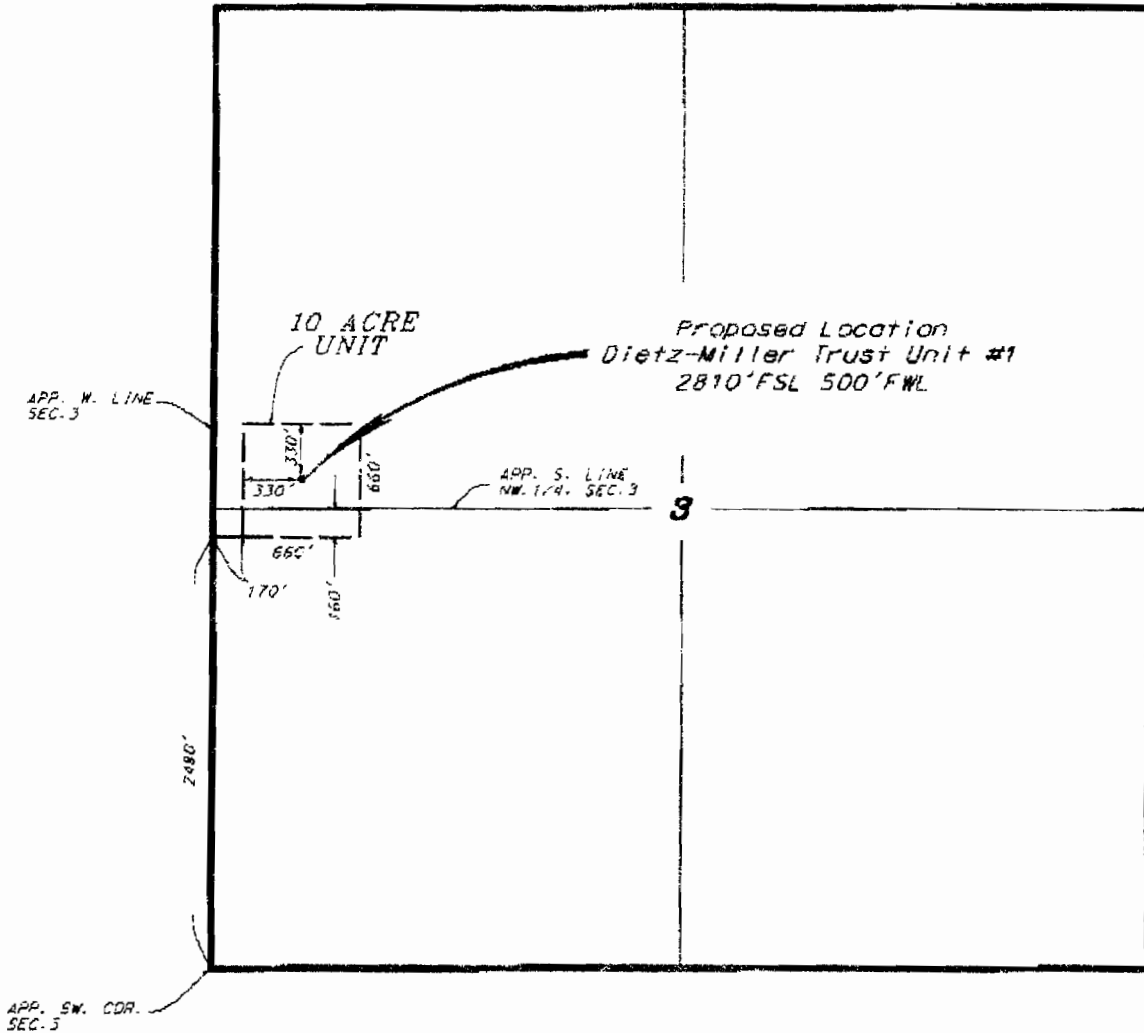 10 ACRE
UNIT
Proposed Location
Dietz-Miller Trust Unit #1
2810'FSL 500'FWL
APP. W. LINE
SEC.3
330'
330'
660'
APP. S. LINE
NW.1/4, SEC.3
3
660'
170'
160'
2480'
APP. SW. COR.
SEC.3